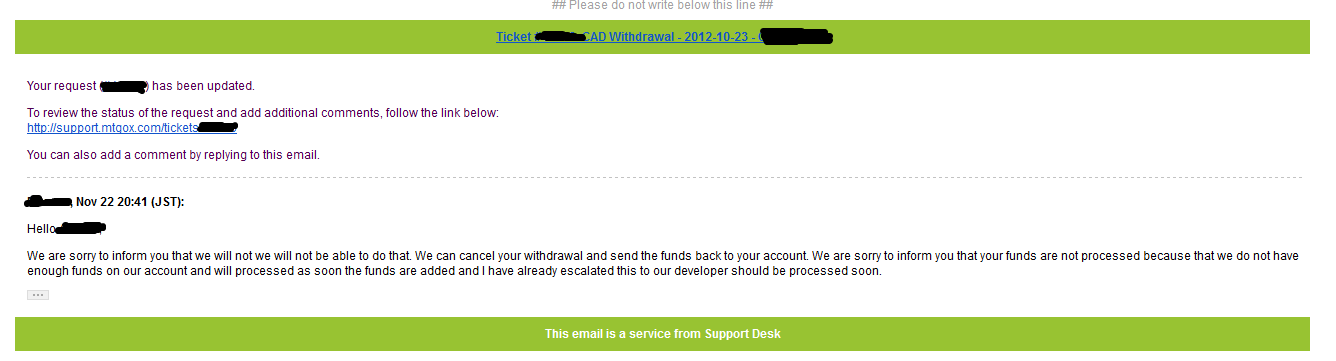 ## Please do not write below this line ##
Ticket # CAD Withdrawal - 2012-10-23 -
Your request ( ) has been updated.
To review the status of the request and add additional comments, follow the link below:
http://support.mtgox.com/tickets
You can also add a comment by replying to this email.
, Nov 22 20:41 (JST):
Hello
We are sorry to inform you that we will not we will not be able to do that. We can cancel your withdrawal and send the funds back to your account. We are sorry to inform you that your funds are not processed because that we do not have
enough funds on our account and will processed as soon the funds are added and I have already escalated this to our developer should be processed soon.
This email is a service from Support Desk